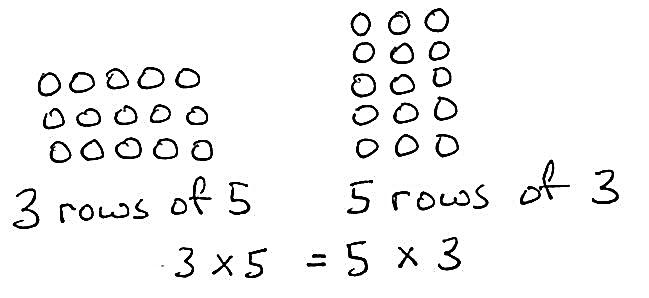 3 rows of 5
5 rows of 3
3 × 5 = 5 × 3